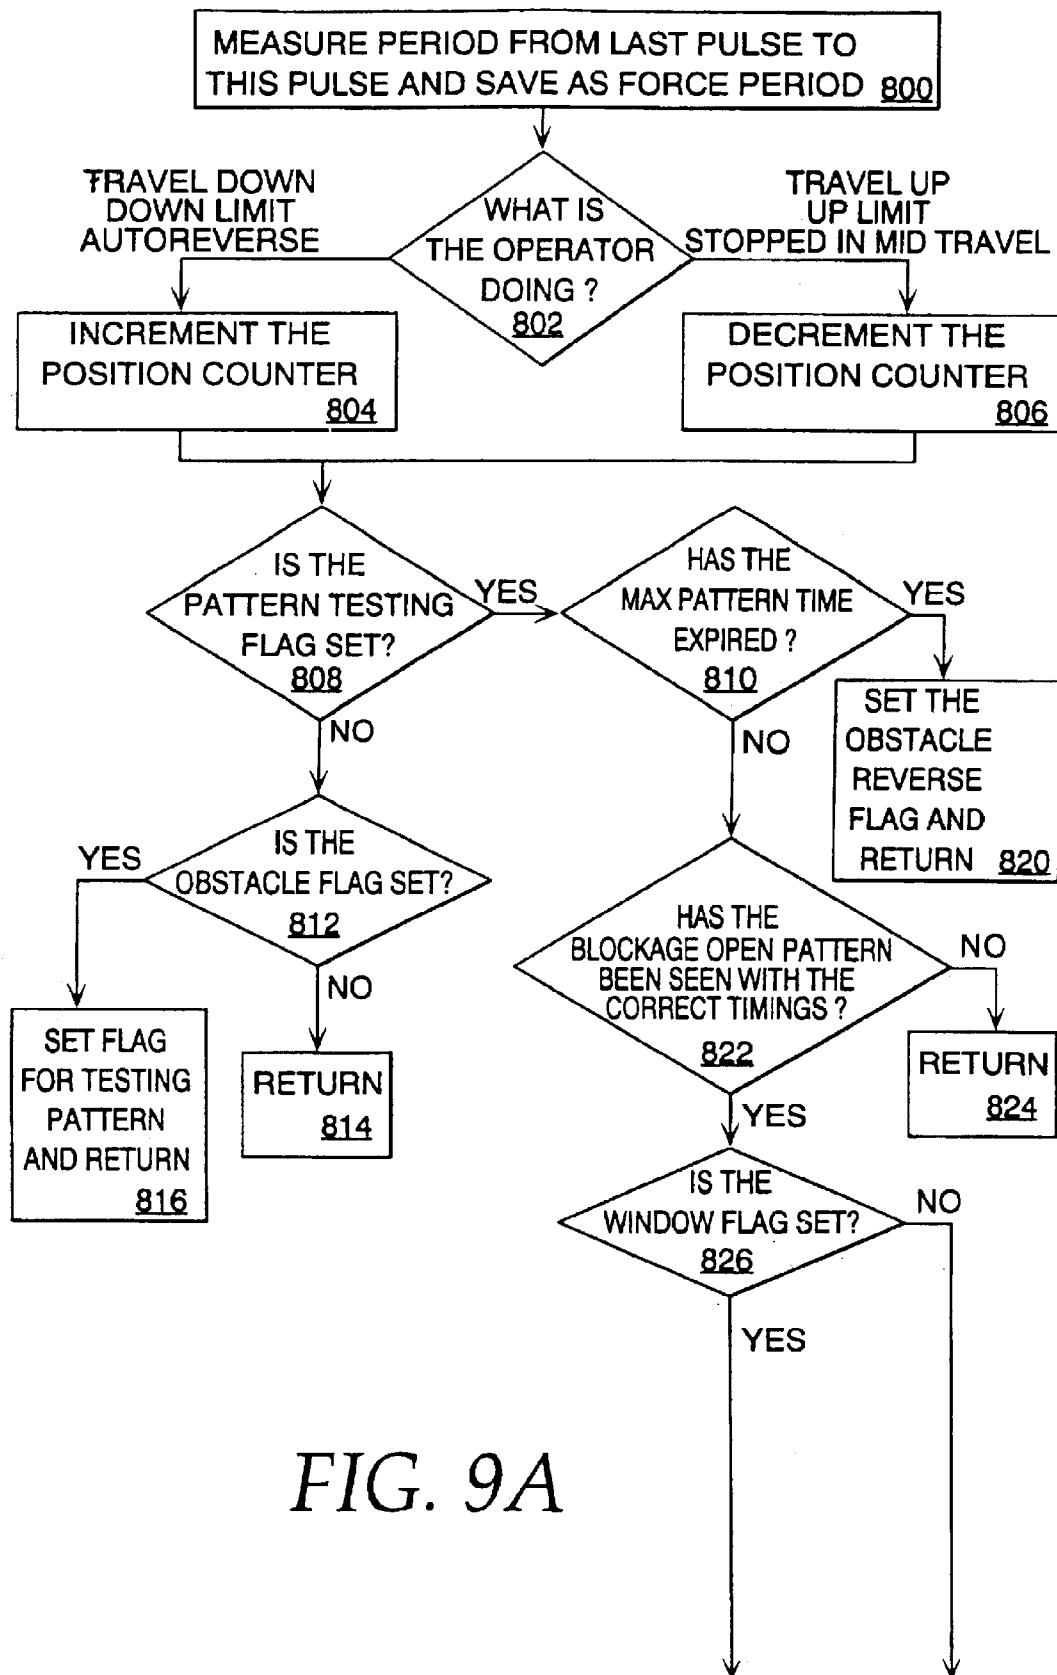 MEASURE PERIOD FROM LAST PULSE TO
THIS PULSE AND SAVE AS FORCE PERIOD 800
TRAVEL DOWN
DOWN LIMIT
AUTOREVERSE
WHAT IS
THE OPERATOR
DOING ?
802
TRAVEL UP
UP LIMIT
STOPPED IN MID TRAVEL
INCREMENT THE
POSITION COUNTER
804
DECREMENT THE
POSITION COUNTER
806
IS THE
PATTERN TESTING
FLAG SET?
808
YES
NO
HAS THE
MAX PATTERN TIME
EXPIRED ?
810
YES
NO
SET THE
OBSTACLE
REVERSE
FLAG AND
RETURN 820
IS THE
OBSTACLE FLAG SET?
812
YES
NO
SET FLAG
FOR TESTING
PATTERN
AND RETURN
816
RETURN
814
HAS THE
BLOCKAGE OPEN PATTERN
BEEN SEEN WITH THE
CORRECT TIMINGS ?
822
NO
YES
RETURN
824
IS THE
WINDOW FLAG SET?
826
NO
YES
FIG. 9A